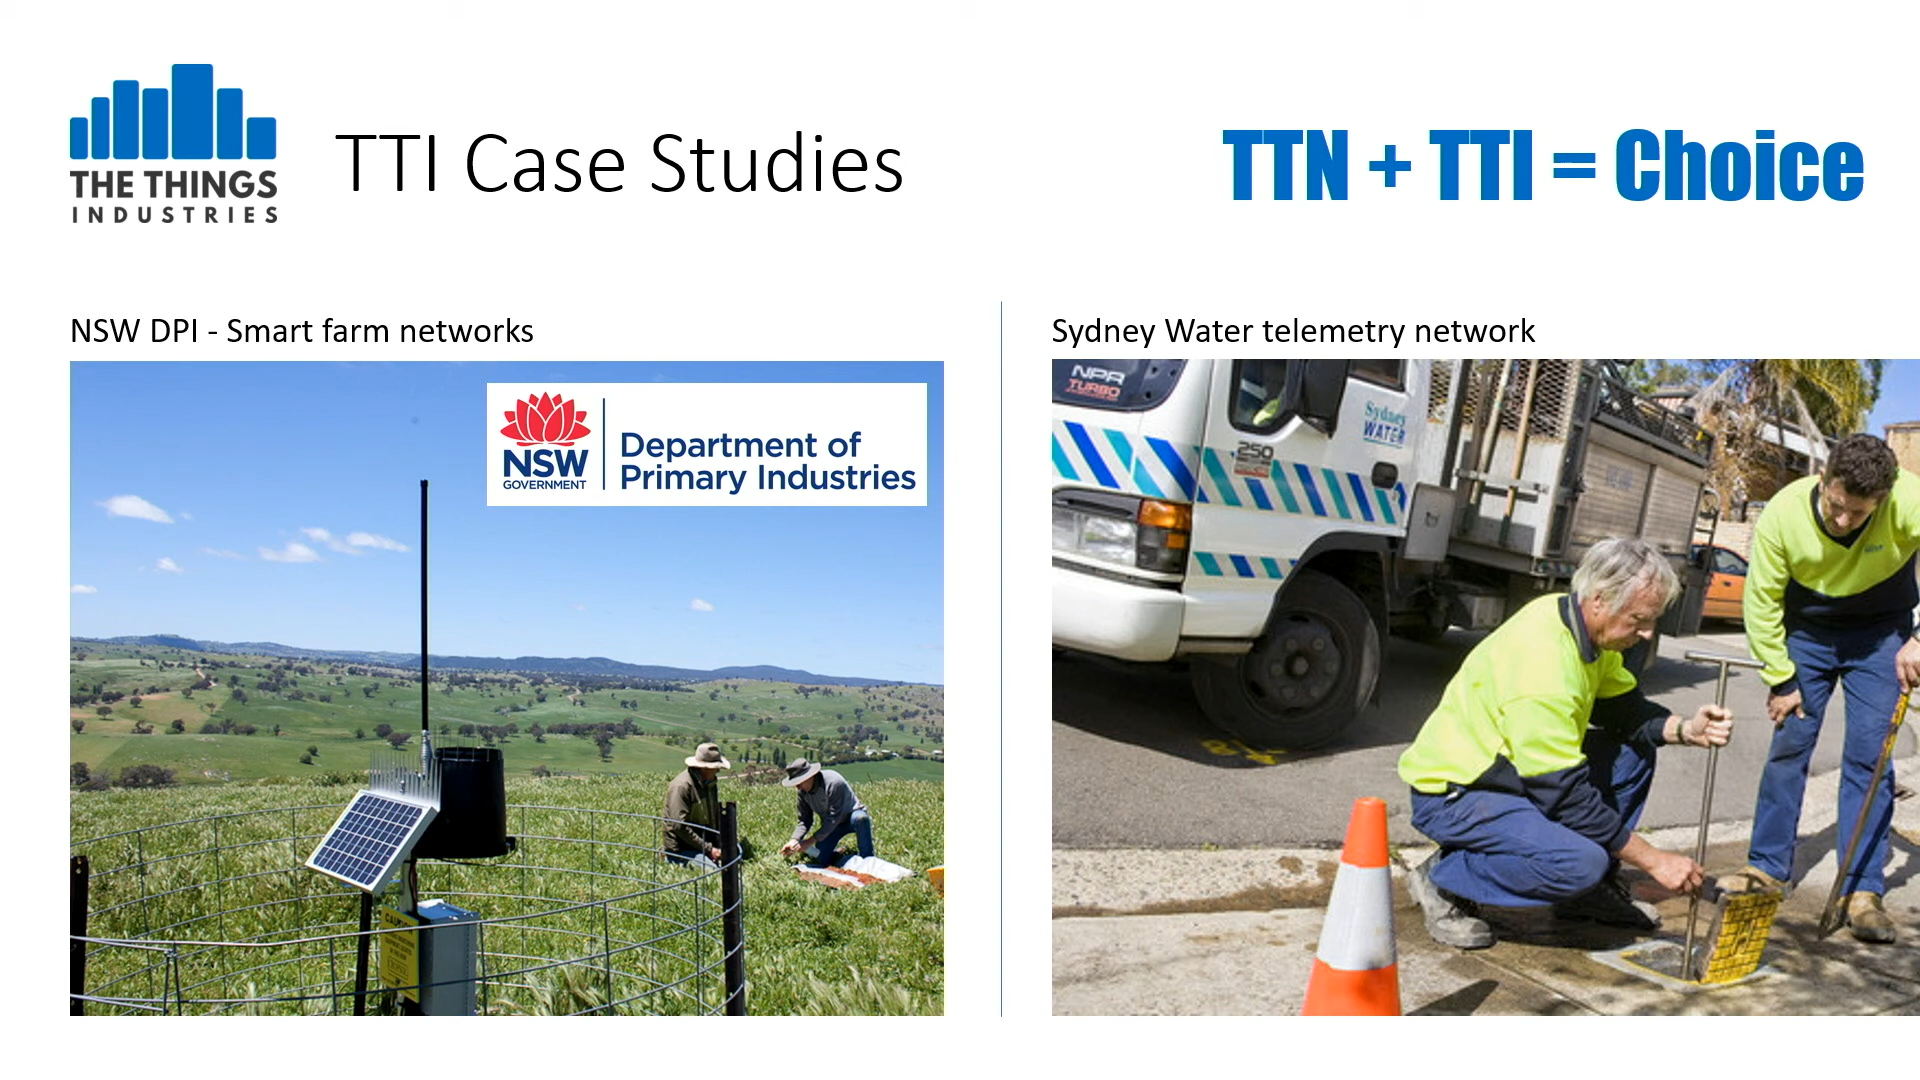 THE THINGS
INDUSTRIES
TTI Case Studies
TTN + TTI = Choice
NSW DPI - Smart farm networks
NSW
GOVERNMENT
Department of
Primary Industries
Sydney Water telemetry network
NPR
TURBO
250
Sydney
WATER